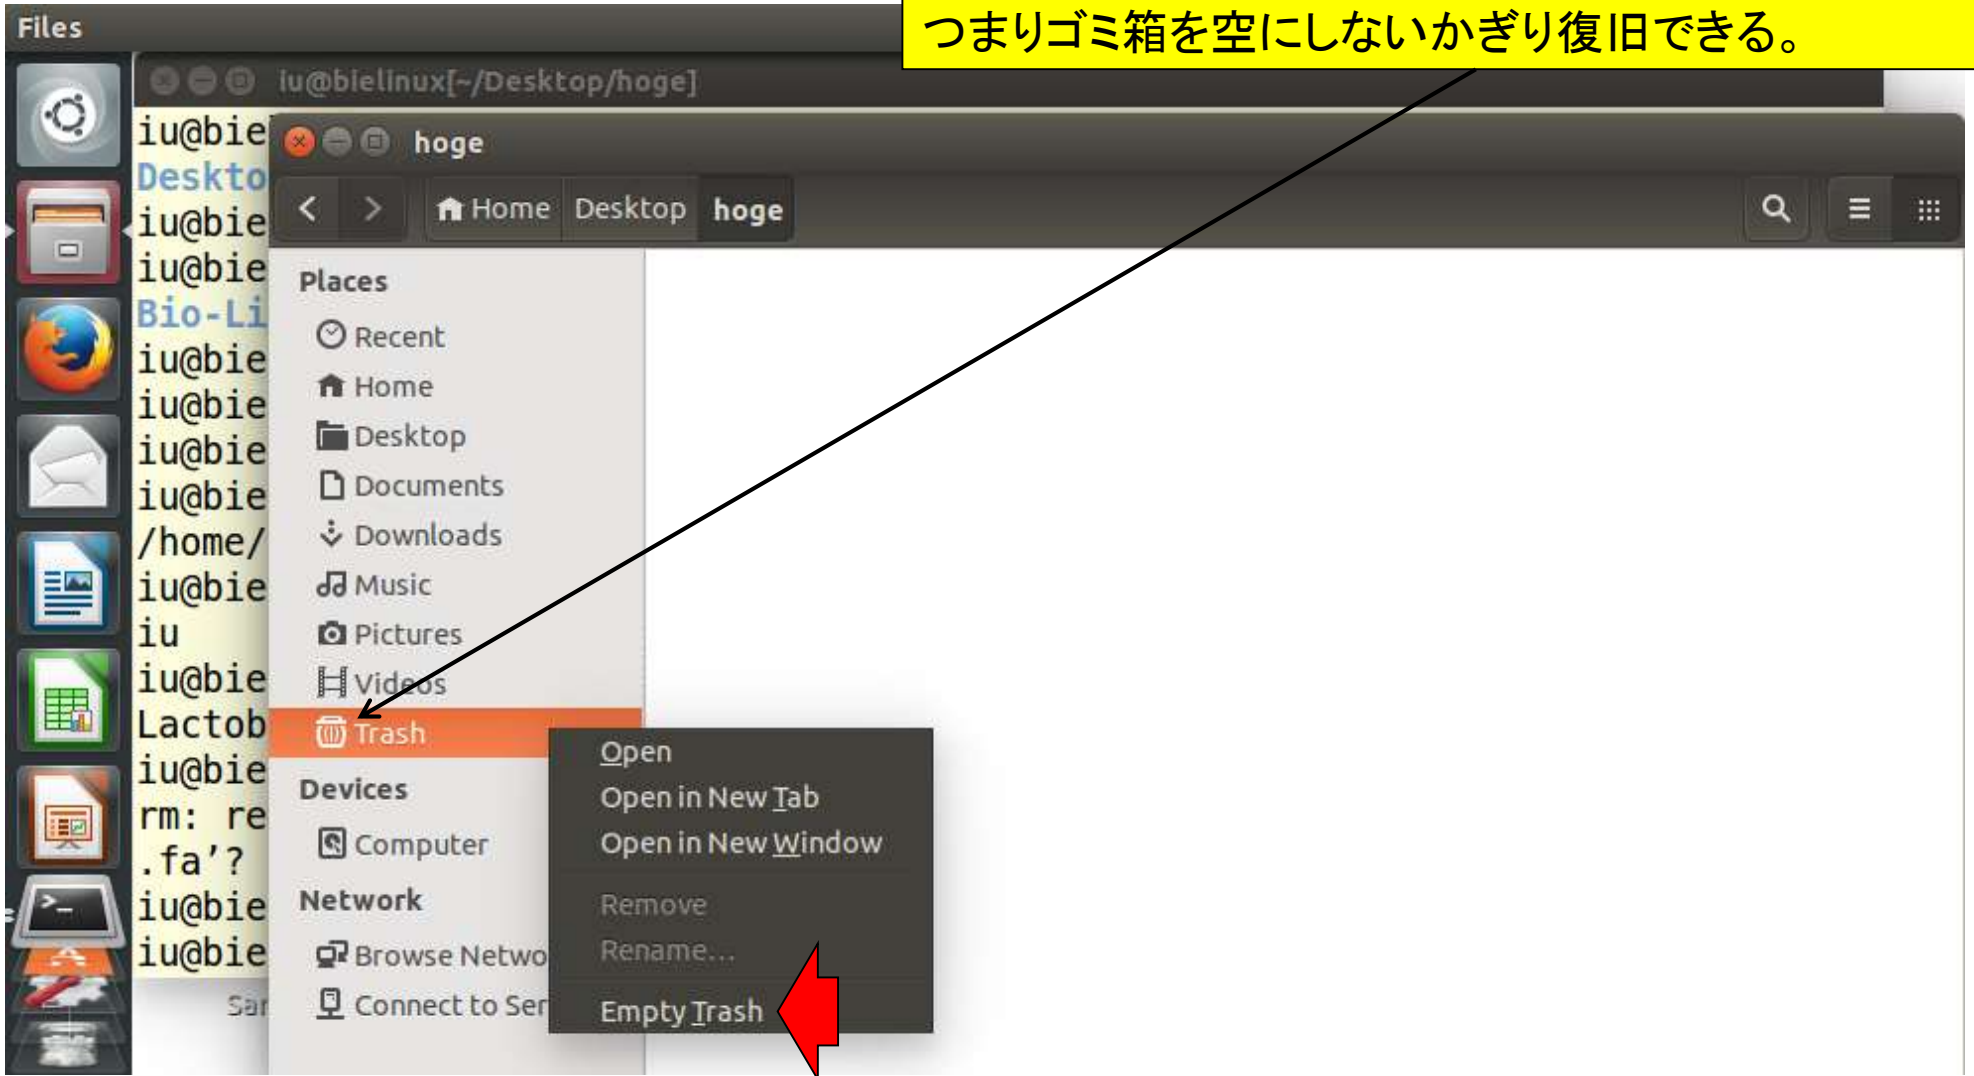 つまりゴミ箱を空にしないかぎり復旧できる。
Files
iu@bielinux[~/Desktop/hoge]
iu@bie
Deskto
iu@bie
iu@bie
Bio-Li
iu@bie
iu@bie
iu@bie
iu@bie
/home/
iu@bie
iu
iu@bie
Lactob
iu@bie
rm: re
.fa’?
iu@bie
iu@bie
Sar
hoge
Home Desktop hoge
Places
Recent
Home
Desktop
Documents
Downloads
Music
Pictures
Videos
Trash
Devices
Computer
Network
Browse Netwo
Connect to Ser
Open
Open in New Tab
Open in New Window
Remove
Rename...
Empty Trash